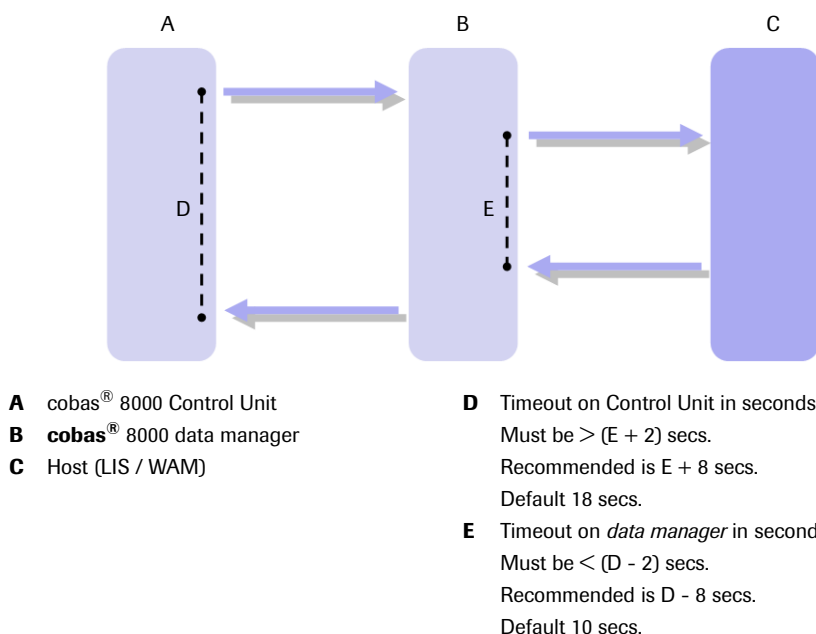 A
B
C
D
E
A cobas® 8000 Control Unit
B cobas® 8000 data manager
C Host (LIS / WAM)
D Timeout on Control Unit in seconds
Must be > (E + 2) secs.
Recommended is E + 8 secs.
Default 18 secs.
E Timeout on data manager in second
Must be < (D - 2) secs.
Recommended is D - 8 secs.
Default 10 secs.